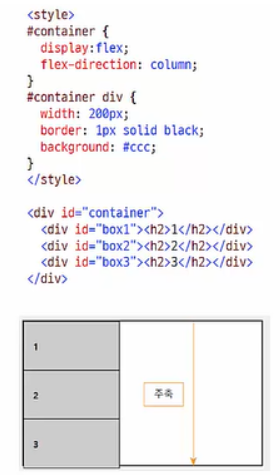 <style>
#container {
display:flex;
flex-direction: column;
}
#container div {
width: 200px;
border: 1px solid black;
background: #ccc;
}
</style>
<div id="container">
<div id="box1"><h2>1</h2></div>
<div id="box2"><h2>2</h2></div>
<div id="box3"><h2>3</h2></div>
</div>
1
2
주축
3